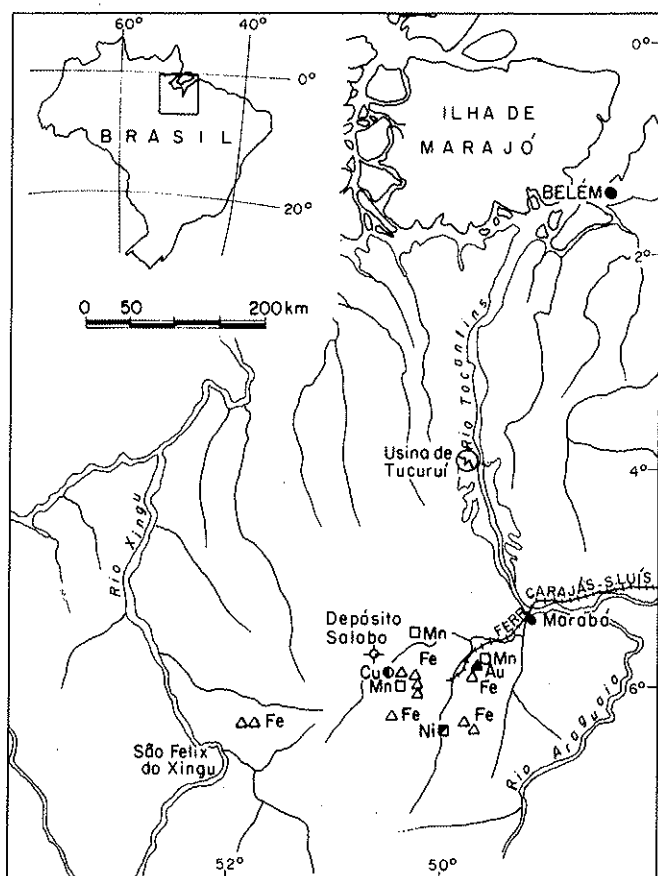 60°
40°
0°
BRASIL
20°
0 50 200 km
0°
ILHA DE
MARAJÓ
BELÉM
2°
Rio Tocantins
Usina de
Tucuruí
4°
Rio Xingu
CARAJÁS-S.LUÍS
FERR.
Marabá
Depósito
Salobo
Mn
Fe
Mn
Cu
Au
Mn
Fe
6°
Fe
Fe
Fe
Ni
São Felix
do Xingu
Rio Araguaia
52°
50°